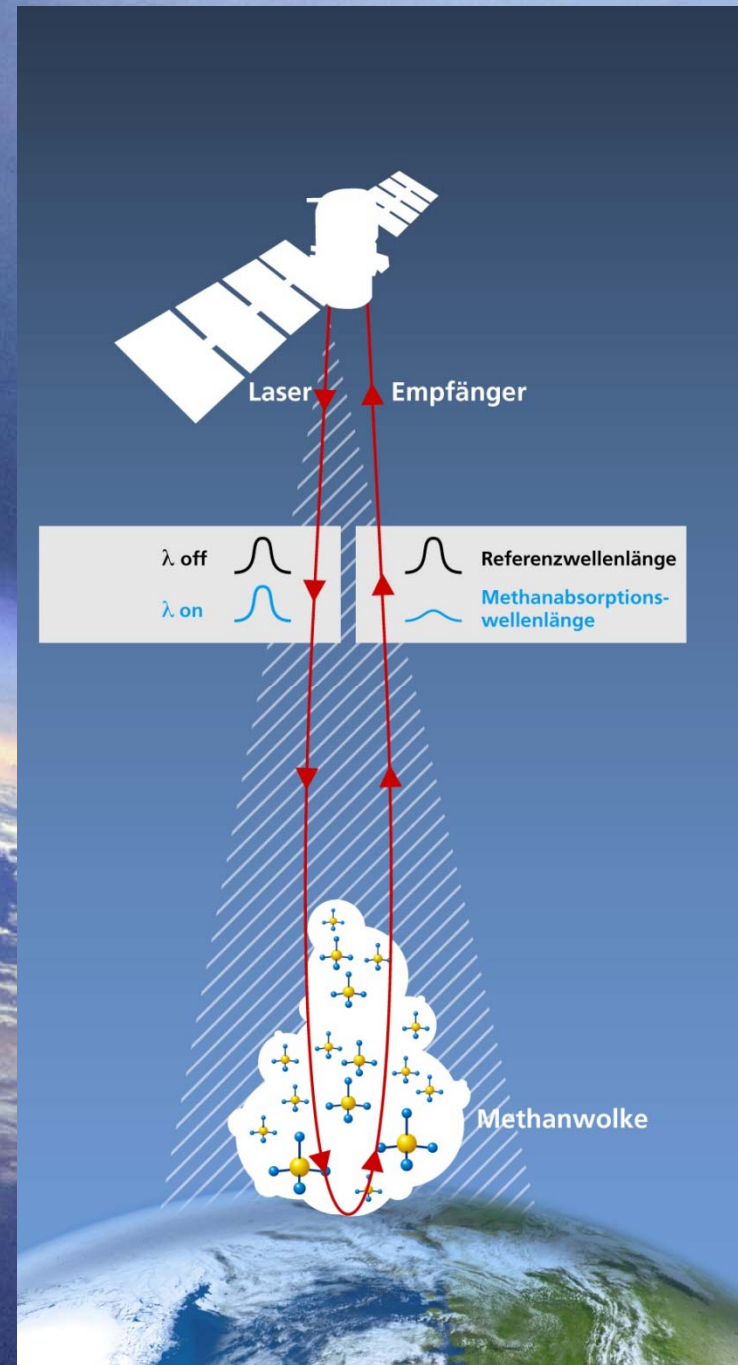 Laser
Empfänger
λ off
λ on
Referenzwellenlänge
Methanabsorptions-
wellenlänge
Methanwolke